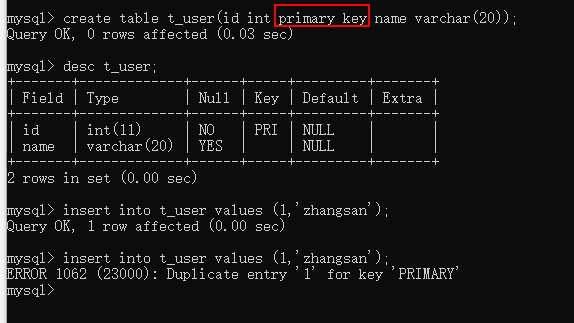 mysql> create table t_user(id int primary key name varchar(20));
Query OK, 0 rows affected (0.03 sec)
mysql> desc t_user;
+-------+-------------+------+-----+---------+-------+
| Field | Type | Null | Key | Default | Extra |
+-------+-------------+------+-----+---------+-------+
| id | int(11) | NO | PRI | NULL | |
| name | varchar(20) | YES | | NULL | |
+-------+-------------+------+-----+---------+-------+
2 rows in set (0.00 sec)
mysql> insert into t_user values (1,'zhangsan');
Query OK, 1 row affected (0.00 sec)
mysql> insert into t_user values (1,'zhangsan');
ERROR 1062 (23000): Duplicate entry '1' for key 'PRIMARY'
mysql>